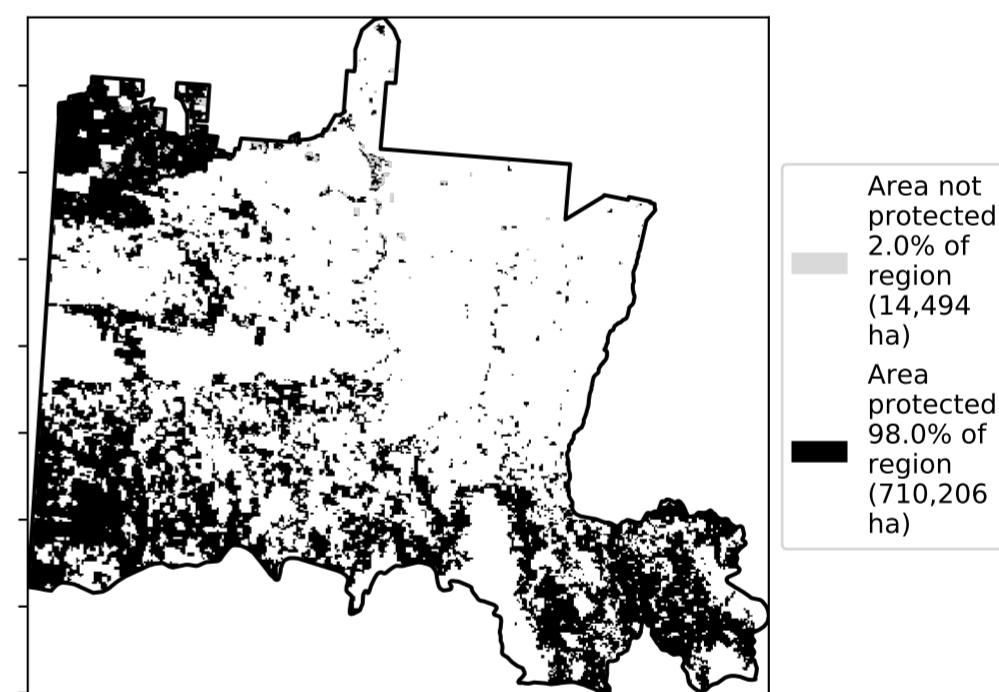 Area not
protected
2.0% of
region
(14,494
ha)
Area
protected
98.0% of
region
(710,206
ha)